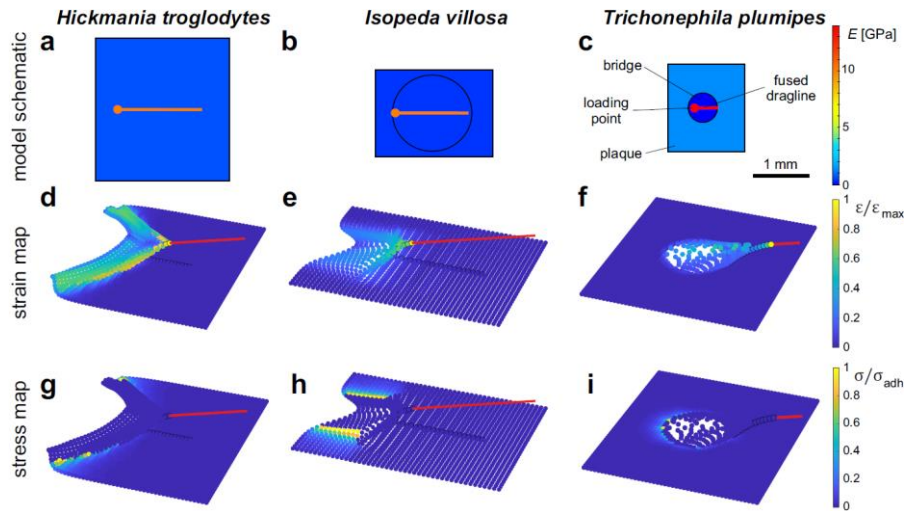 Hickmania troglodytes
Isopeda villosa
Trichonephila plumipes
model schematic
a
b
c
bridge
loading point
plaque
fused dragline
1 mm
E [GPa]
10
5
0
strain map
d
e
f
ε/εmax
1
0.8
0.6
0.4
0.2
0
stress map
g
h
i
σ/σadh
1
0.8
0.6
0.4
0.2
0